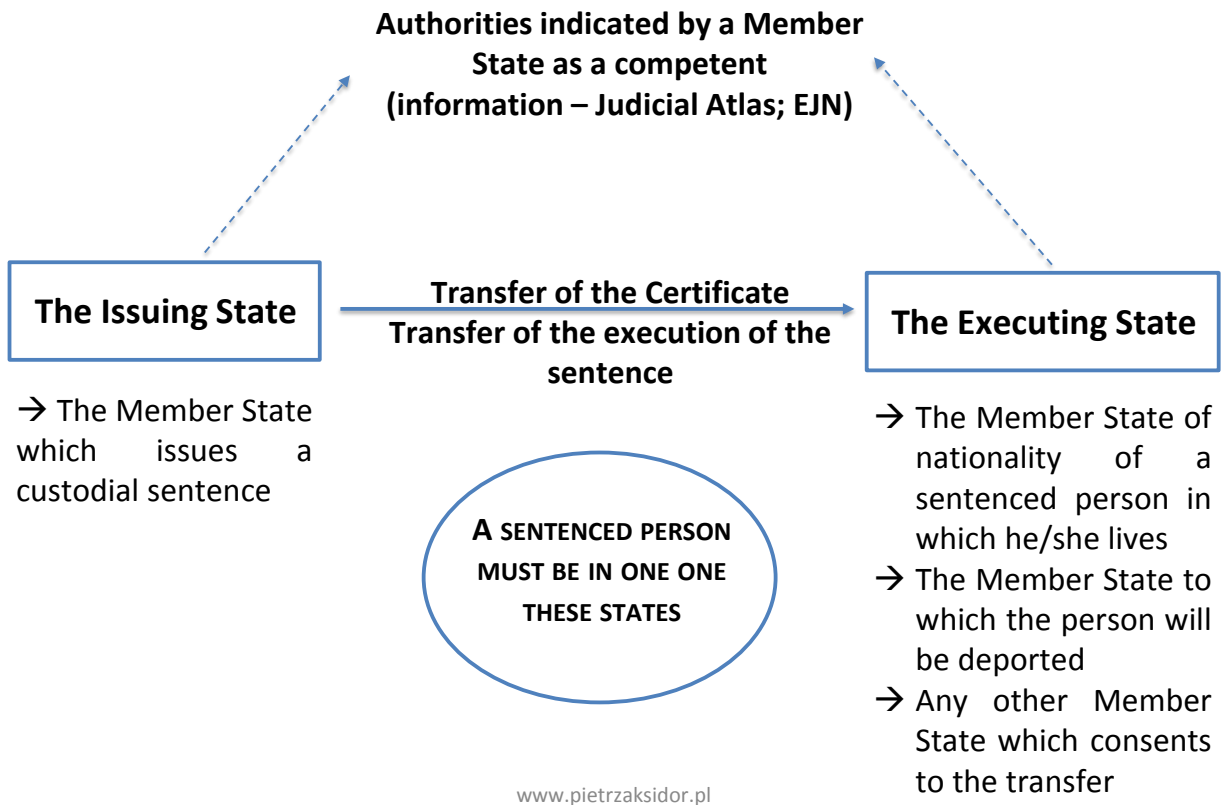 Authorities indicated by a Member
State as a competent
(information – Judicial Atlas; EJN)
The Issuing State
Transfer of the Certificate
Transfer of the execution of the
sentence
The Executing State
→ The Member State
which issues a
custodial sentence
A SENTENCED PERSON
MUST BE IN ONE ONE
THESE STATES
→ The Member State of
nationality of a
sentenced person in
which he/she lives
→ The Member State to
which the person will
be deported
→ Any other Member
State which consents
to the transfer
www.pietrzaksidor.pl